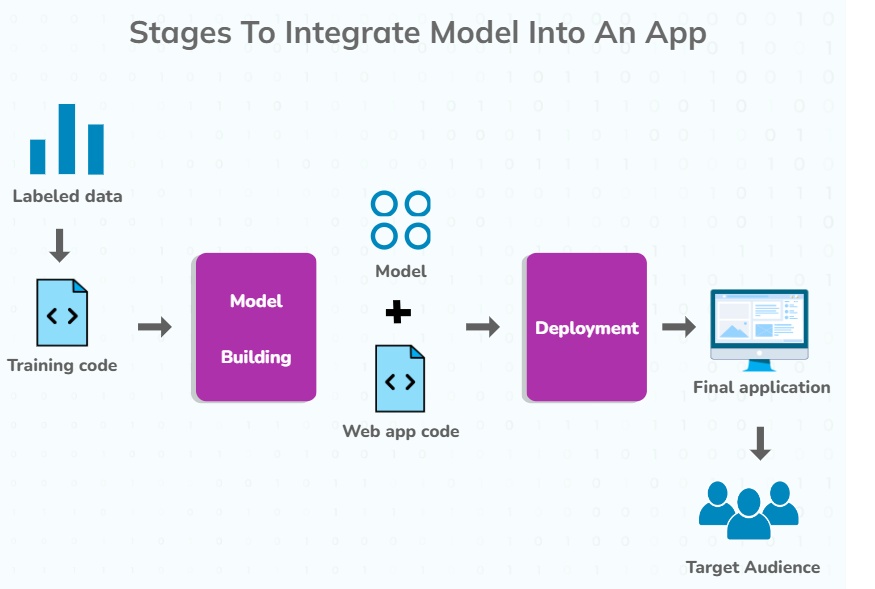 Stages To Integrate Model Into An App
Labeled data
Training code
Model
Building
Model
Web app code
Deployment
Final application
Target Audience